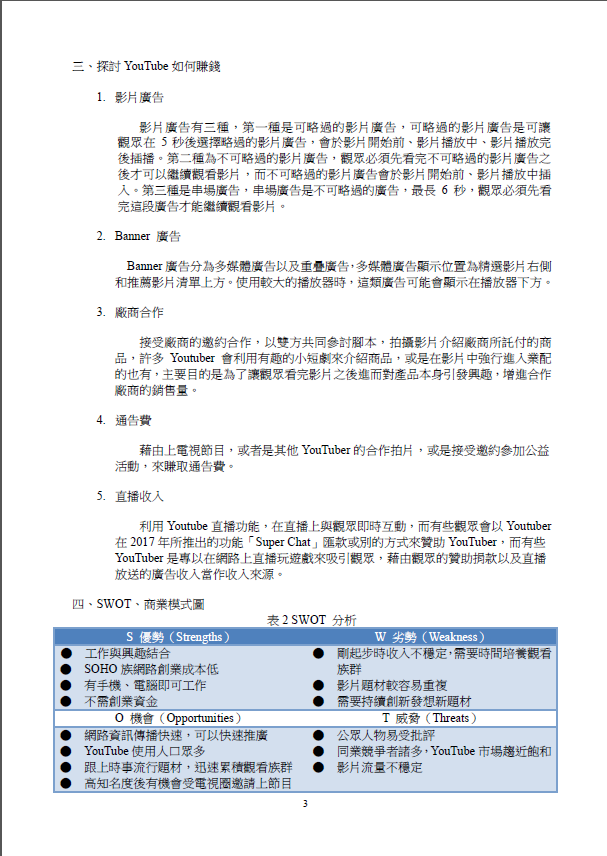 三、探討 YouTube 如何賺錢
1. 影片廣告
影片廣告有三種，第一種是可略過的影片廣告，可略過的影片廣告是可讓
觀眾在 5 秒後選擇略過的影片廣告，會於影片開始前、影片播放中、影片播放完
後插播。第二種為不可略過的影片廣告，觀眾必須先看完不可略過的影片廣告之
後才可以繼續觀看影片，而不可略過的影片廣告會於影片開始前、影片播放中插
入。第三種是串場廣告，串場廣告是不可略過的廣告，最長 6 秒，觀眾必須先看
完這段廣告才能繼續觀看影片。
2. Banner 廣告
Banner 廣告分為多媒體廣告以及重疊廣告，多媒體廣告顯示位置為精選影片右側
和推薦影片清單上方。使用較大的播放器時，這類廣告可能會顯示在播放器下方。
3. 廠商合作
接受廠商的邀約合作，以雙方共同參討腳本，拍攝影片介紹廠商所託付的商
品，許多 Youtuber 會利用有趣的小短劇來介紹商品，或是在影片中強行進入業配
的也有，主要目的是為了讓觀眾看完影片之後進而對產品本身引發興趣，增進合作
廠商的銷售量。
4. 通告費
藉由上電視節目，或者是其他 YouTuber 的合作拍片，或是接受邀約參加公益
活動，來賺取通告費。
5. 直播收入
利用 Youtube 直播功能，在直播上與觀眾即時互動，而有些觀眾會以 Youtuber
在 2017 年所推出的功能「Super Chat」匯款或別的方式來贊助 YouTuber，而有些
YouTuber 是專以在網路上直播玩遊戲來吸引觀眾，藉由觀眾的贊助捐款以及直播
放送的廣告收入當作收入來源。
四、SWOT、商業模式圖
表 2 SWOT 分析
S 優勢（Strengths）
● 工作與興趣結合
● SOHO 族網路創業成本低
● 有手機、電腦即可工作
● 不需創業資金
W 劣勢（Weakness）
● 剛起步時收入不穩定，需要時間培養觀看
族群
● 影片題材較容易重複
● 需要持續創新發想新題材
O 機會（Opportunities）
● 網路資訊傳播快速，可以快速推廣
● YouTube 使用人口眾多
● 跟上時事流行題材，迅速累積觀看族群
● 高知名度後有機會受電視圈邀請上節目
T 威脅（Threats）
● 公眾人物易受批評
● 同業競爭者諸多，YouTube 市場趨近飽和
● 影片流量不穩定
3